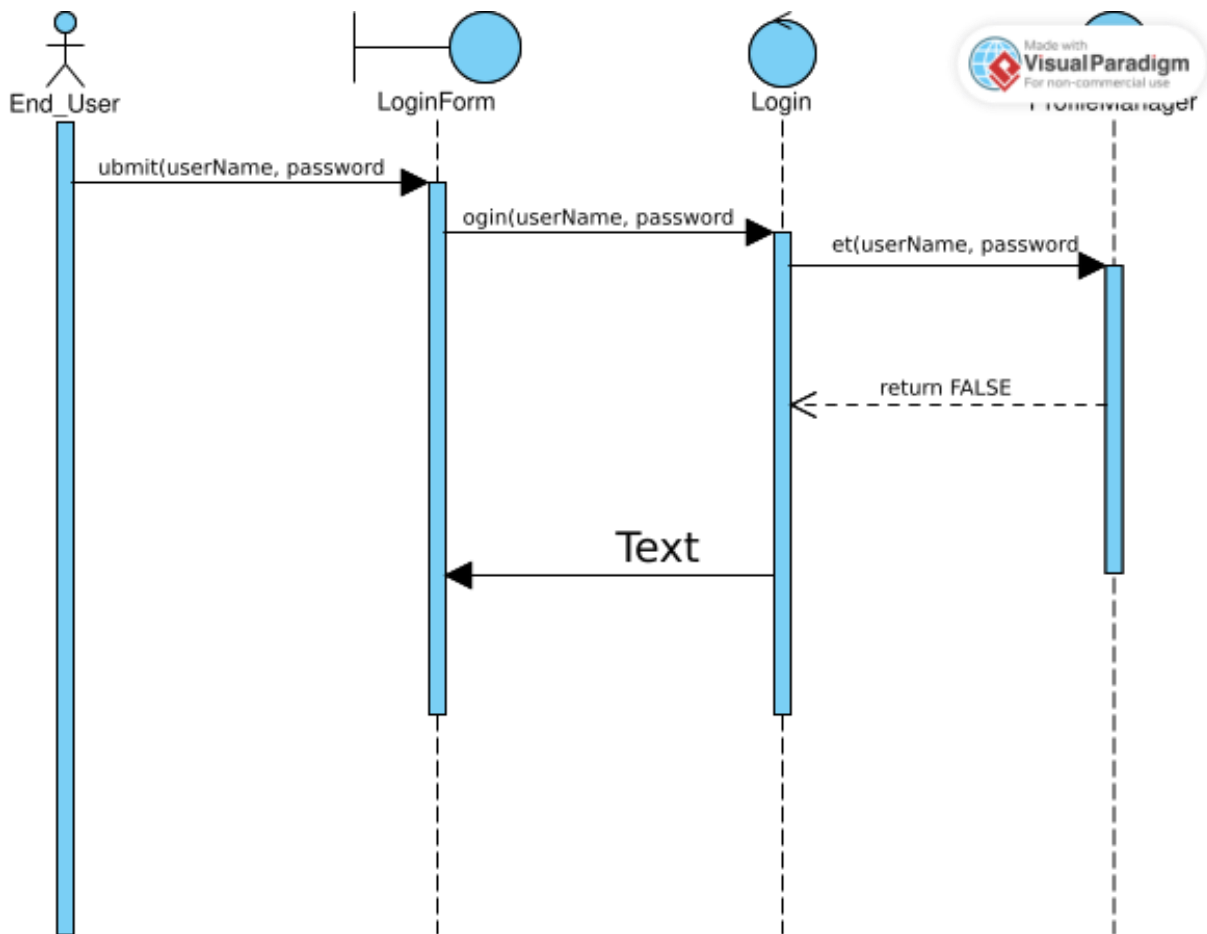 End_User
LoginForm
Login
Made with
Visual Paradigm
For non-commercial use
ProfileManager
ubmit(userName, password
ogin(userName, password
et(userName, password
return FALSE
Text